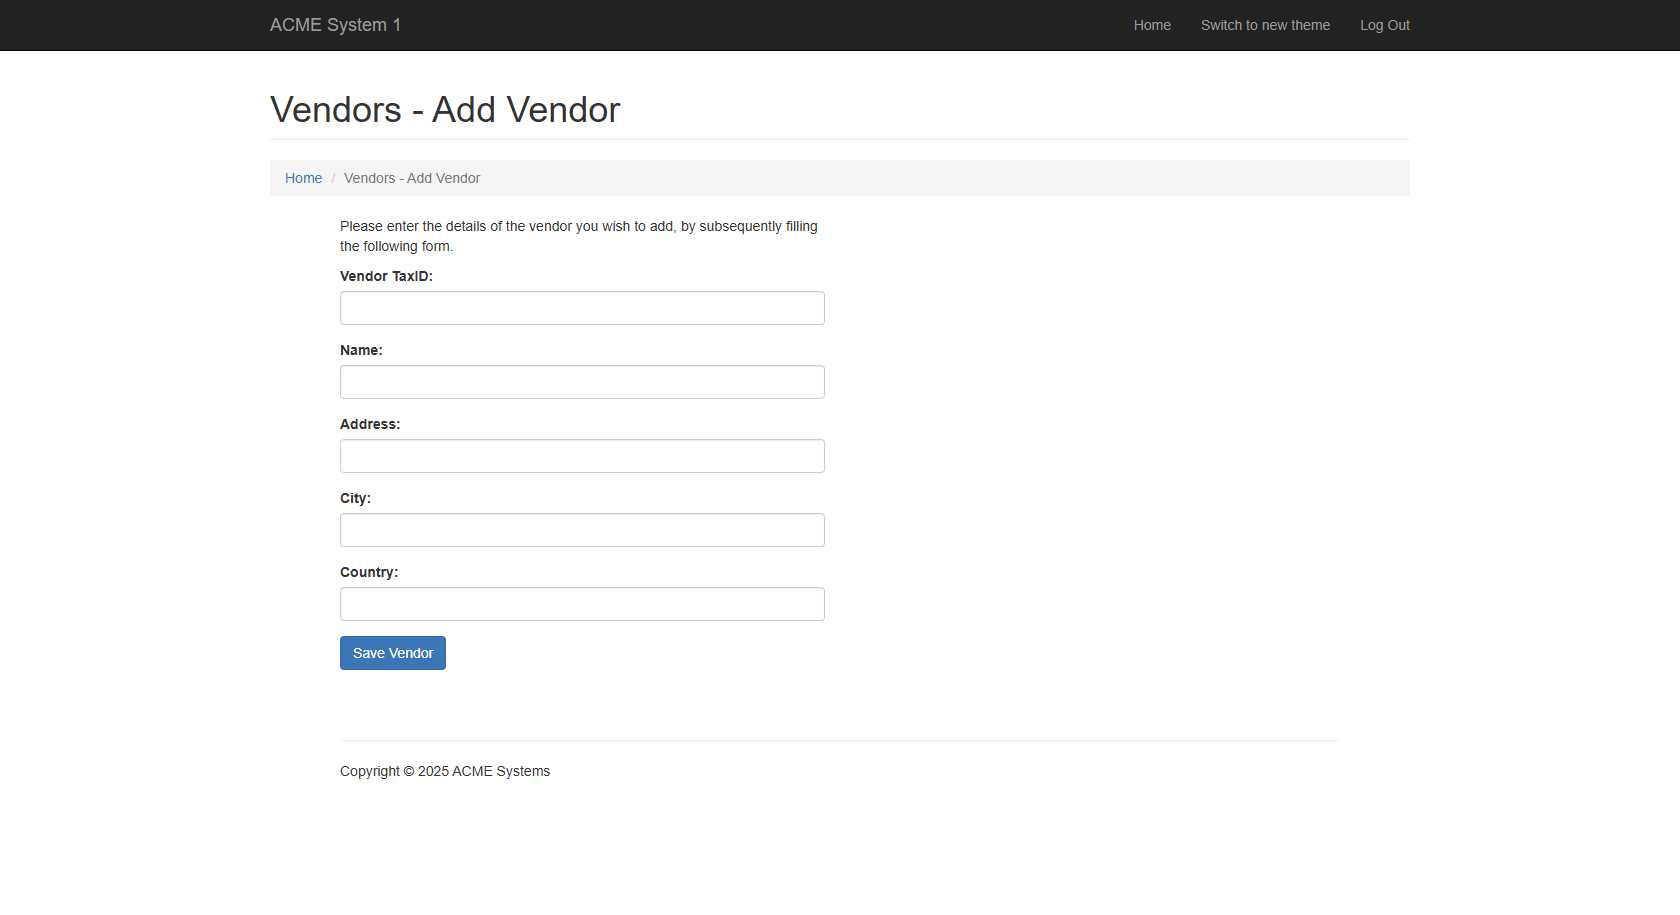 ACME System 1
Home
Switch to new theme
Log Out
Vendors - Add Vendor
Home / Vendors - Add Vendor
Please enter the details of the vendor you wish to add, by subsequently filling
the following form.
Vendor TaxID:
Name:
Address:
City:
Country:
Save Vendor
Copyright © 2025 ACME Systems